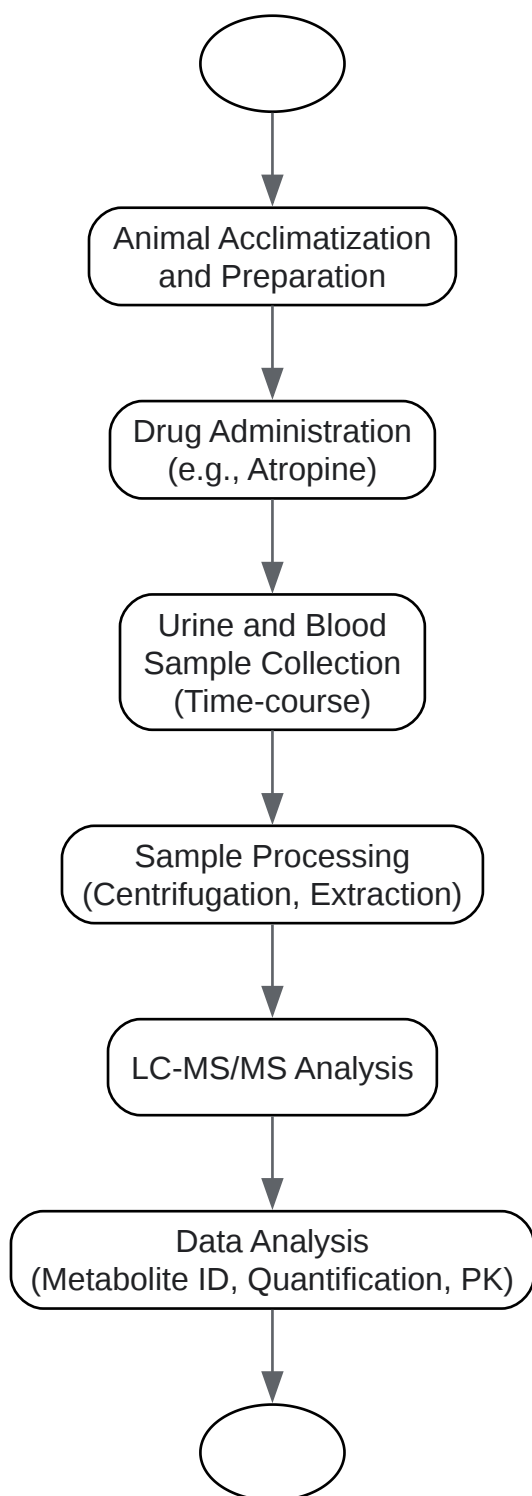 Animal Acclimatization
and Preparation
Drug Administration
(e.g., Atropine)
Urine and Blood
Sample Collection
(Time-course)
Sample Processing
(Centrifugation, Extraction)
LC-MS/MS Analysis
Data Analysis
(Metabolite ID, Quantification, PK)